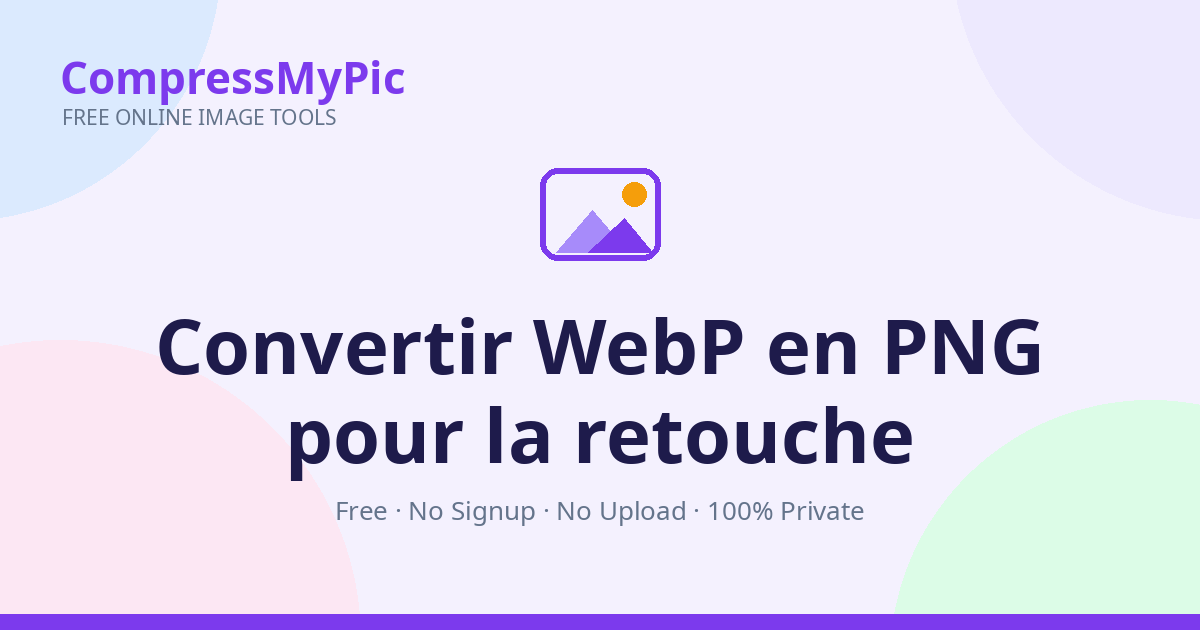 CompressMyPic
FREE ONLINE IMAGE TOOLS
Convertir WebP en PNG
pour la retouche
Free · No Signup · No Upload · 100% Private